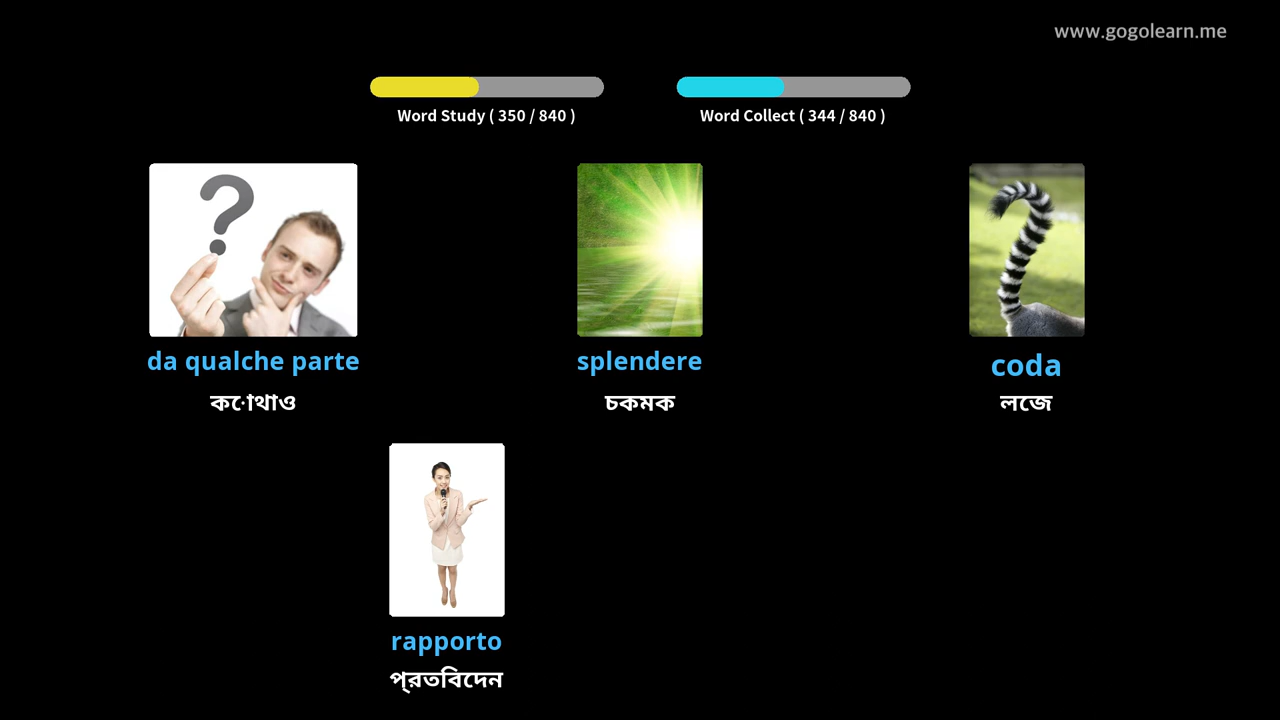 www.gogolearn.me
Word Study ( 350 / 840 )
Word Collect ( 344 / 840 )
da qualche parte
splendere
coda
কোথাও
চকমক
লেজ
rapporto
প্রতিবেদন